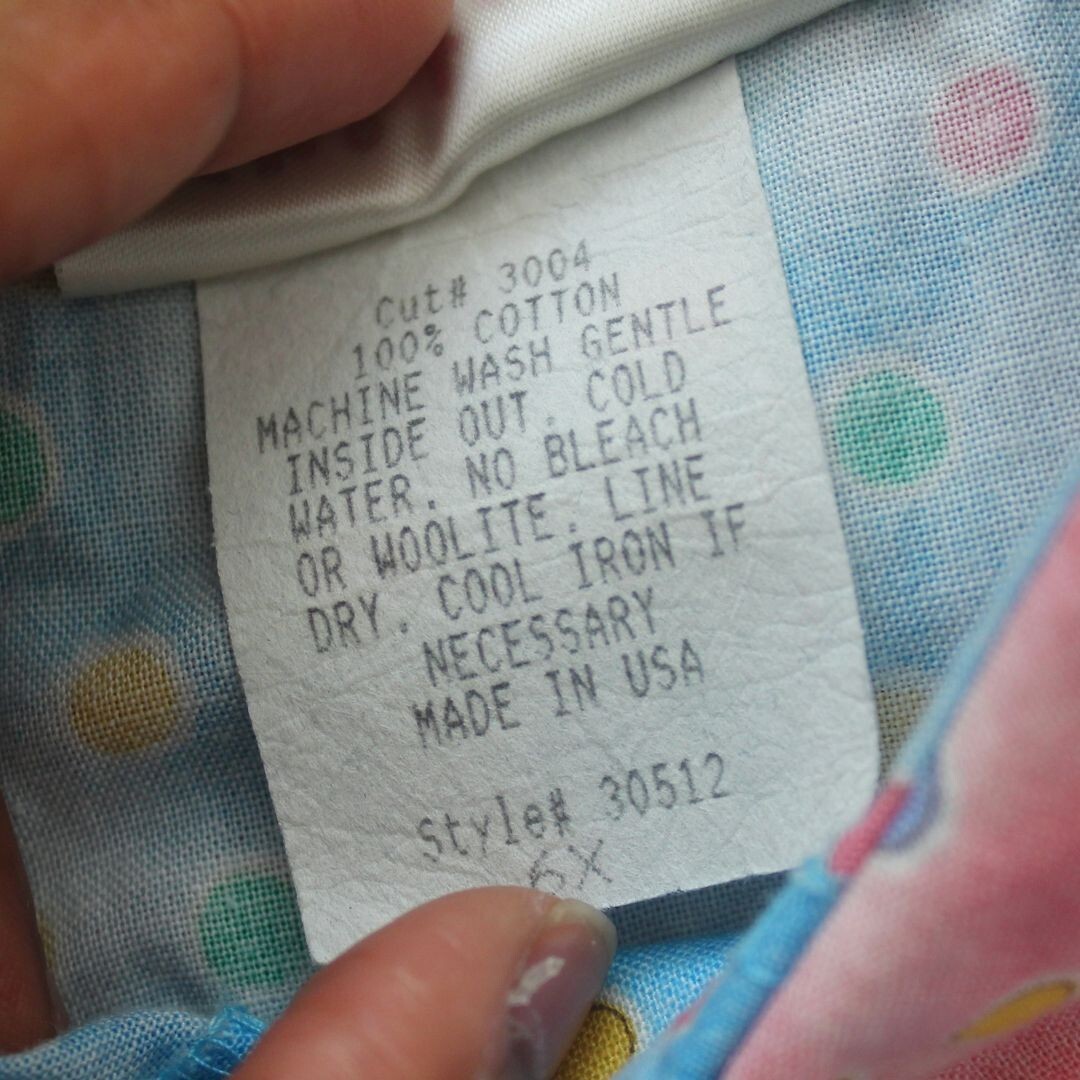 Cut# 3004
100% COTTON
MACHINE WASH GENTLE
INSIDE OUT. COLD
WATER. NO BLEACH
OR WOOLITE. LINE
DRY. COOL IRON IF
NECESSARY
MADE IN USA
Style# 30512
6X